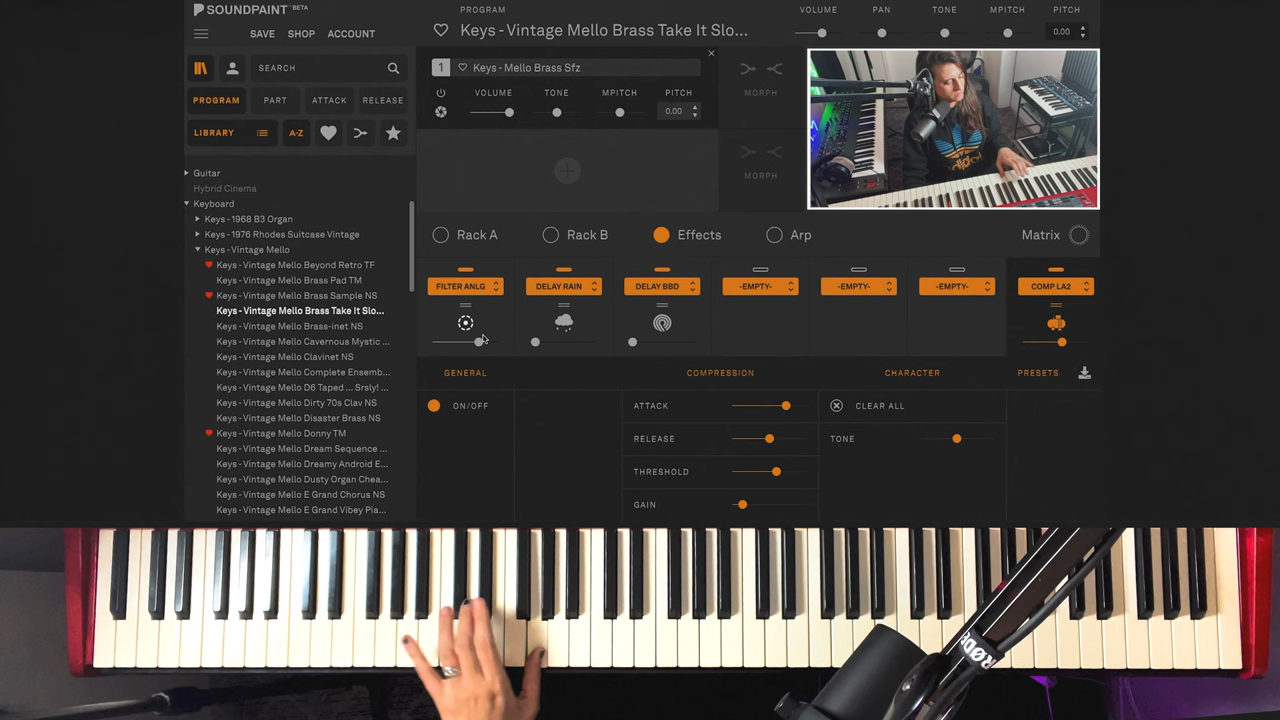 SOUNDPAINT BETA
SAVE SHOP ACCOUNT
SEARCH
PROGRAM PART ATTACK RELEASE
LIBRARY A-Z
Guitar
Hybrid Cinema
Keyboard
Keys - 1968 B3 Organ
Keys - 1976 Rhodes Suitcase Vintage
Keys - Vintage Mello
Keys - Vintage Mello Beyond Retro TF
Keys - Vintage Mello Brass Pad TM
Keys - Vintage Mello Brass Sample NS
Keys - Vintage Mello Brass Take It Slo...
Keys - Vintage Mello Brass-inet NS
Keys - Vintage Mello Cavernous Mystic ...
Keys - Vintage Mello Clavinet NS
Keys - Vintage Mello Complete Ensemb...
Keys - Vintage Mello D6 Taped ... Srsly! ...
Keys - Vintage Mello Dirty 70s Clav NS
Keys - Vintage Mello Disaster Brass NS
Keys - Vintage Mello Donny TM
Keys - Vintage Mello Dream Sequence ...
Keys - Vintage Mello Dreamy Android E...
Keys - Vintage Mello Dusty Organ Chea...
Keys - Vintage Mello E Grand Chorus NS
Keys - Vintage Mello E Grand Vibey Pia...
PROGRAM
Keys - Vintage Mello Brass Take It Slo...
VOLUME PAN TONE MPITCH PITCH
0.00
1 Keys - Mello Brass Sfz
VOLUME TONE MPITCH PITCH
0.00
MORPH
MORPH
adidas
Rack A Rack B Effects Arp Matrix
FILTER ANLG DELAY RAIN DELAY BBD -EMPTY- -EMPTY- -EMPTY- COMP LA2
GENERAL COMPRESSION CHARACTER PRESETS
ON/OFF ATTACK CLEAR ALL
RELEASE TONE
THRESHOLD
GAIN
RØDE